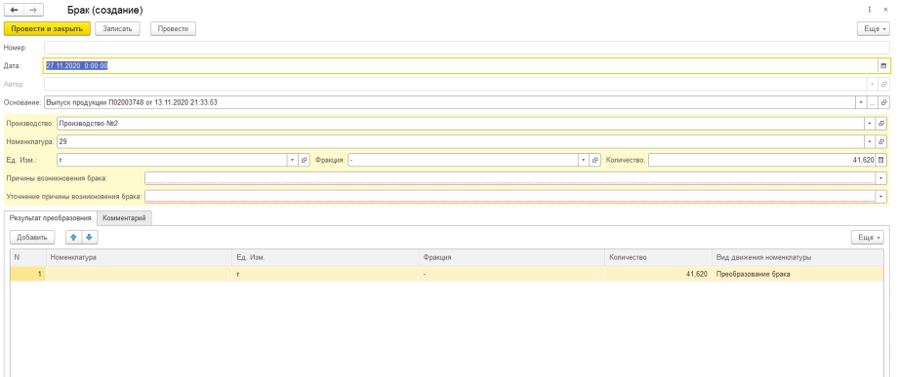 Брак (создание)
Провести и закрыть Записать Провести Еще
Номер:
Дата: 27.11.2020 0:00:00
Автор:
Основание: Выпуск продукции П02003748 от 13.11.2020 21:33:53
Производство: Производство №2
Номенклатура: 29
Ед. Изм.: т Фракция: - Количество: 41,620
Причины возникновения брака:
Уточнение причины возникновения брака:
Результат преобразовния Комментарий
Добавить Еще
N Номенклатура Ед. Изм. Фракция Количество Вид движения номенклатуры
1 т - 41,620 Преобразование брака